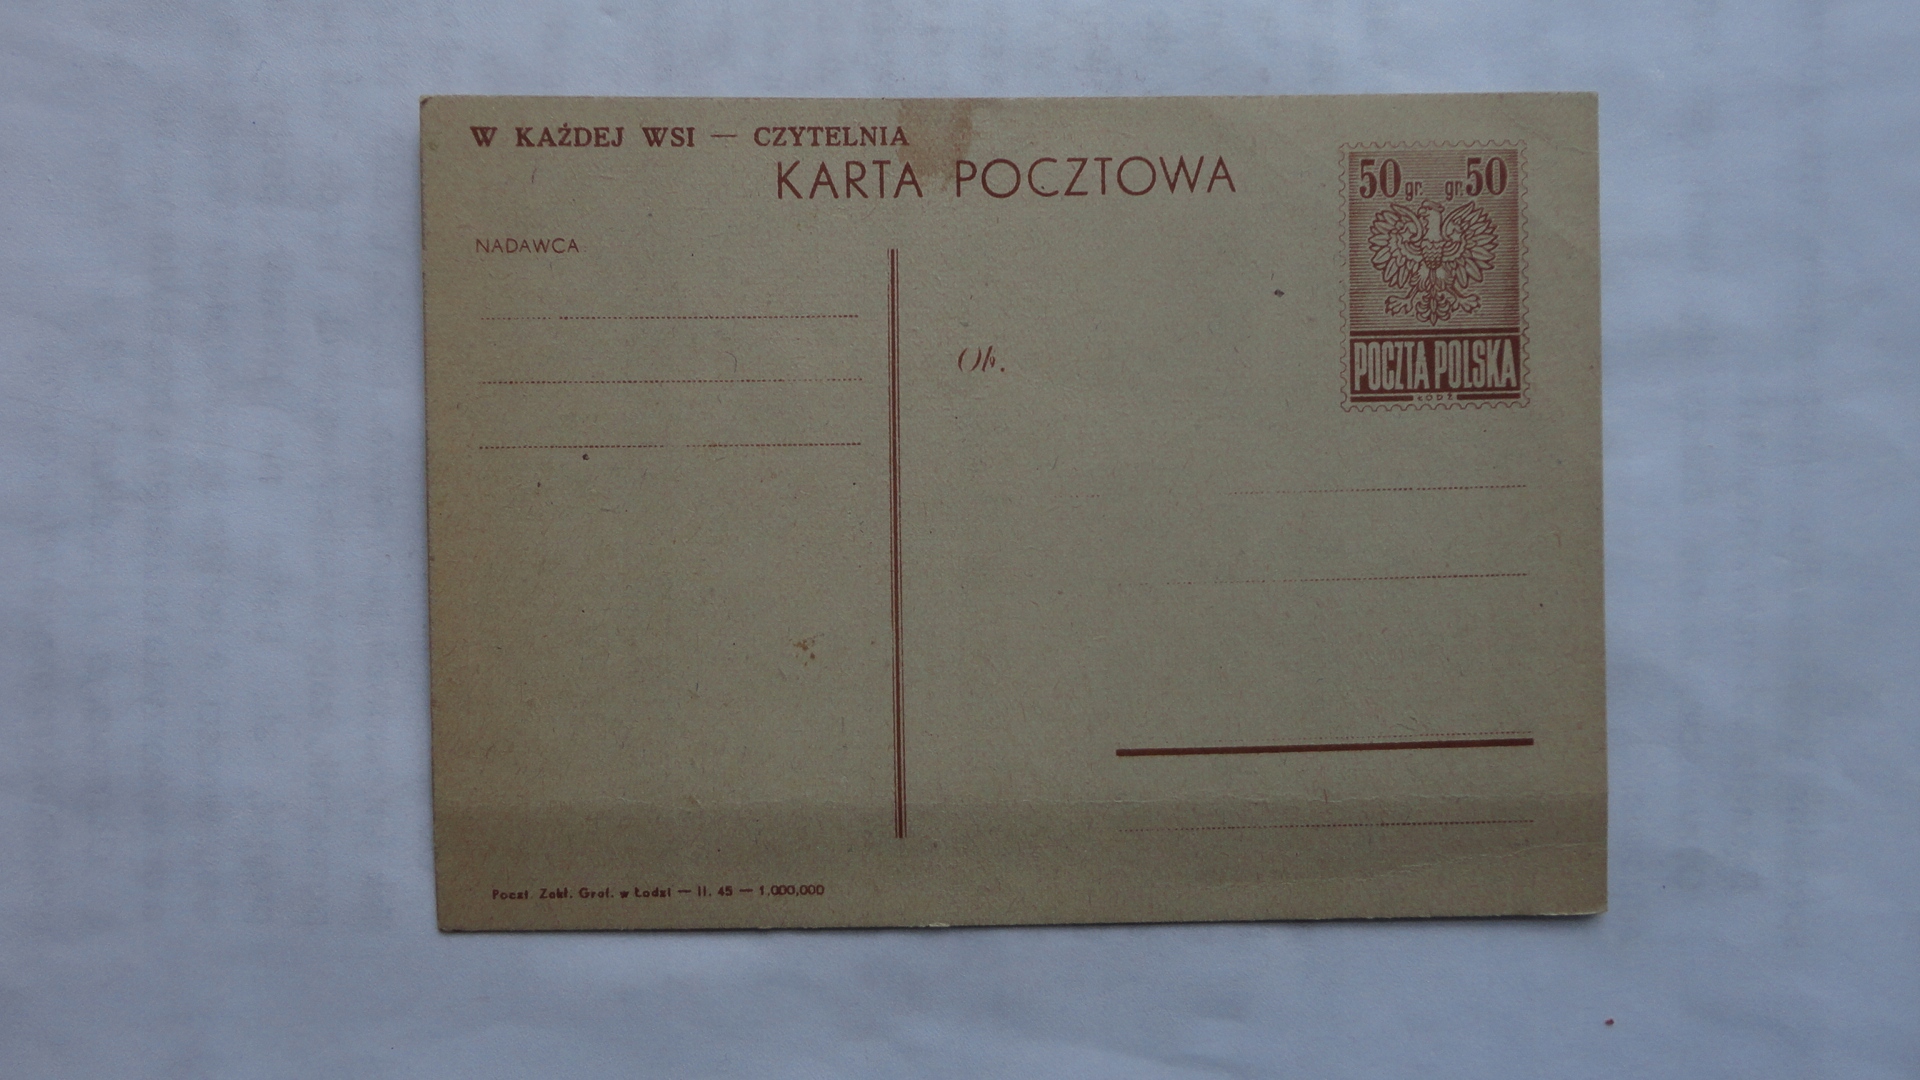 W KAŻDEJ WSI — CZYTELNIA
KARTA POCZTOWA
50 gr. gr. 50
POCZTA POLSKA
ŁODŹ
NADAWCA
Ob.
Poczt. Zakł. Graf. w Łodzi — II. 45 — 1.000,000